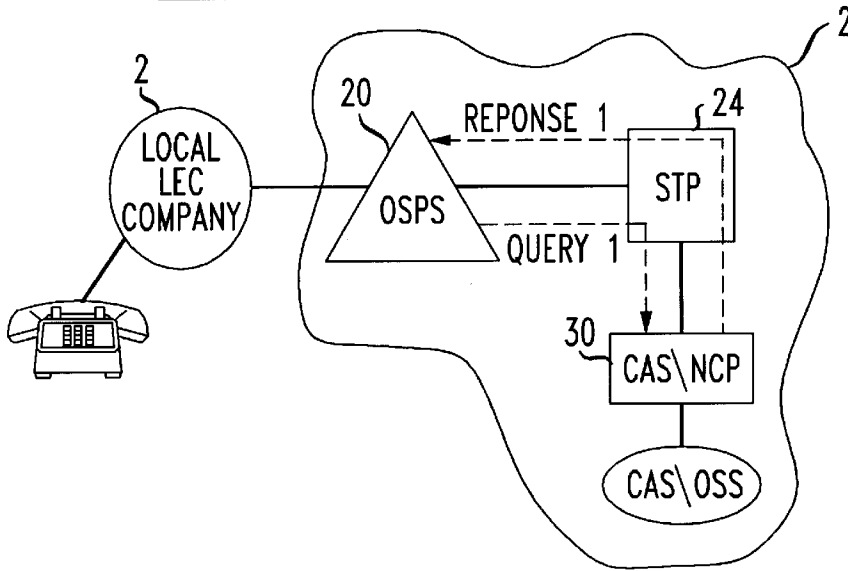 2
2
20
REPONSE 1
24
LOCAL
LEC
COMPANY
OSPS
STP
QUERY 1
30
CAS\NCP
CAS\OSS